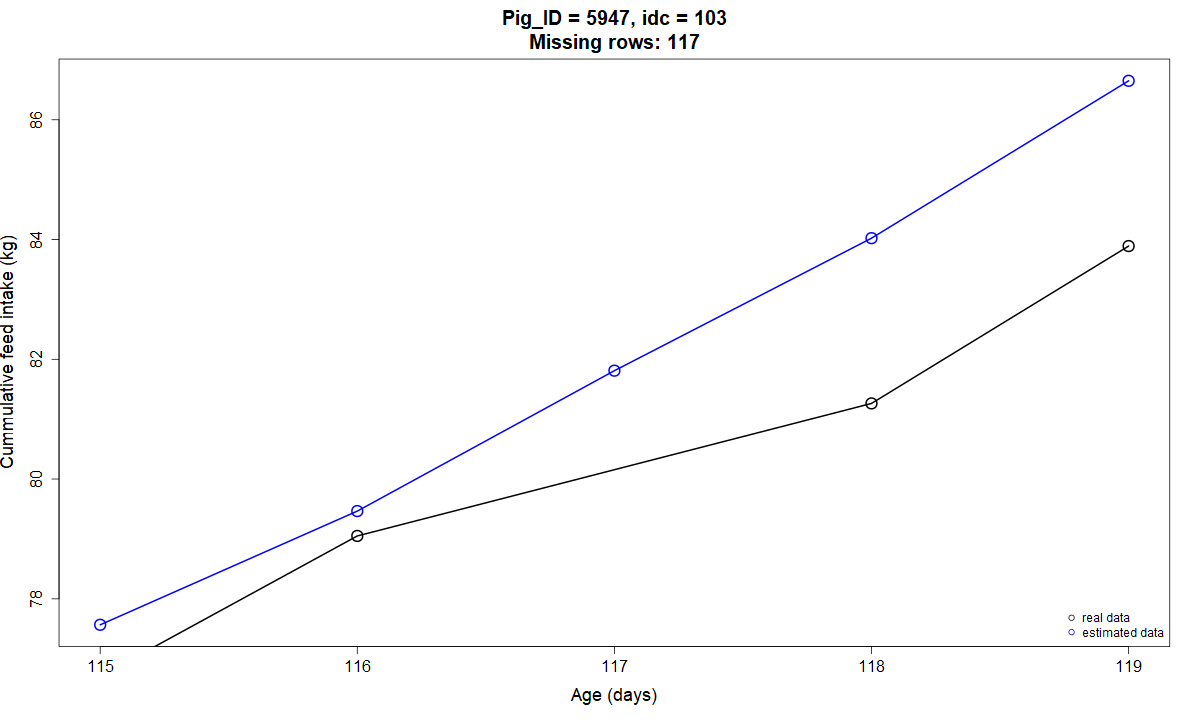 Pig_ID = 5947, idc = 103
Missing rows: 117
Cummulative feed intake (kg)
86
84
82
80
78
real data
estimated data
115 116 117 118 119
Age (days)